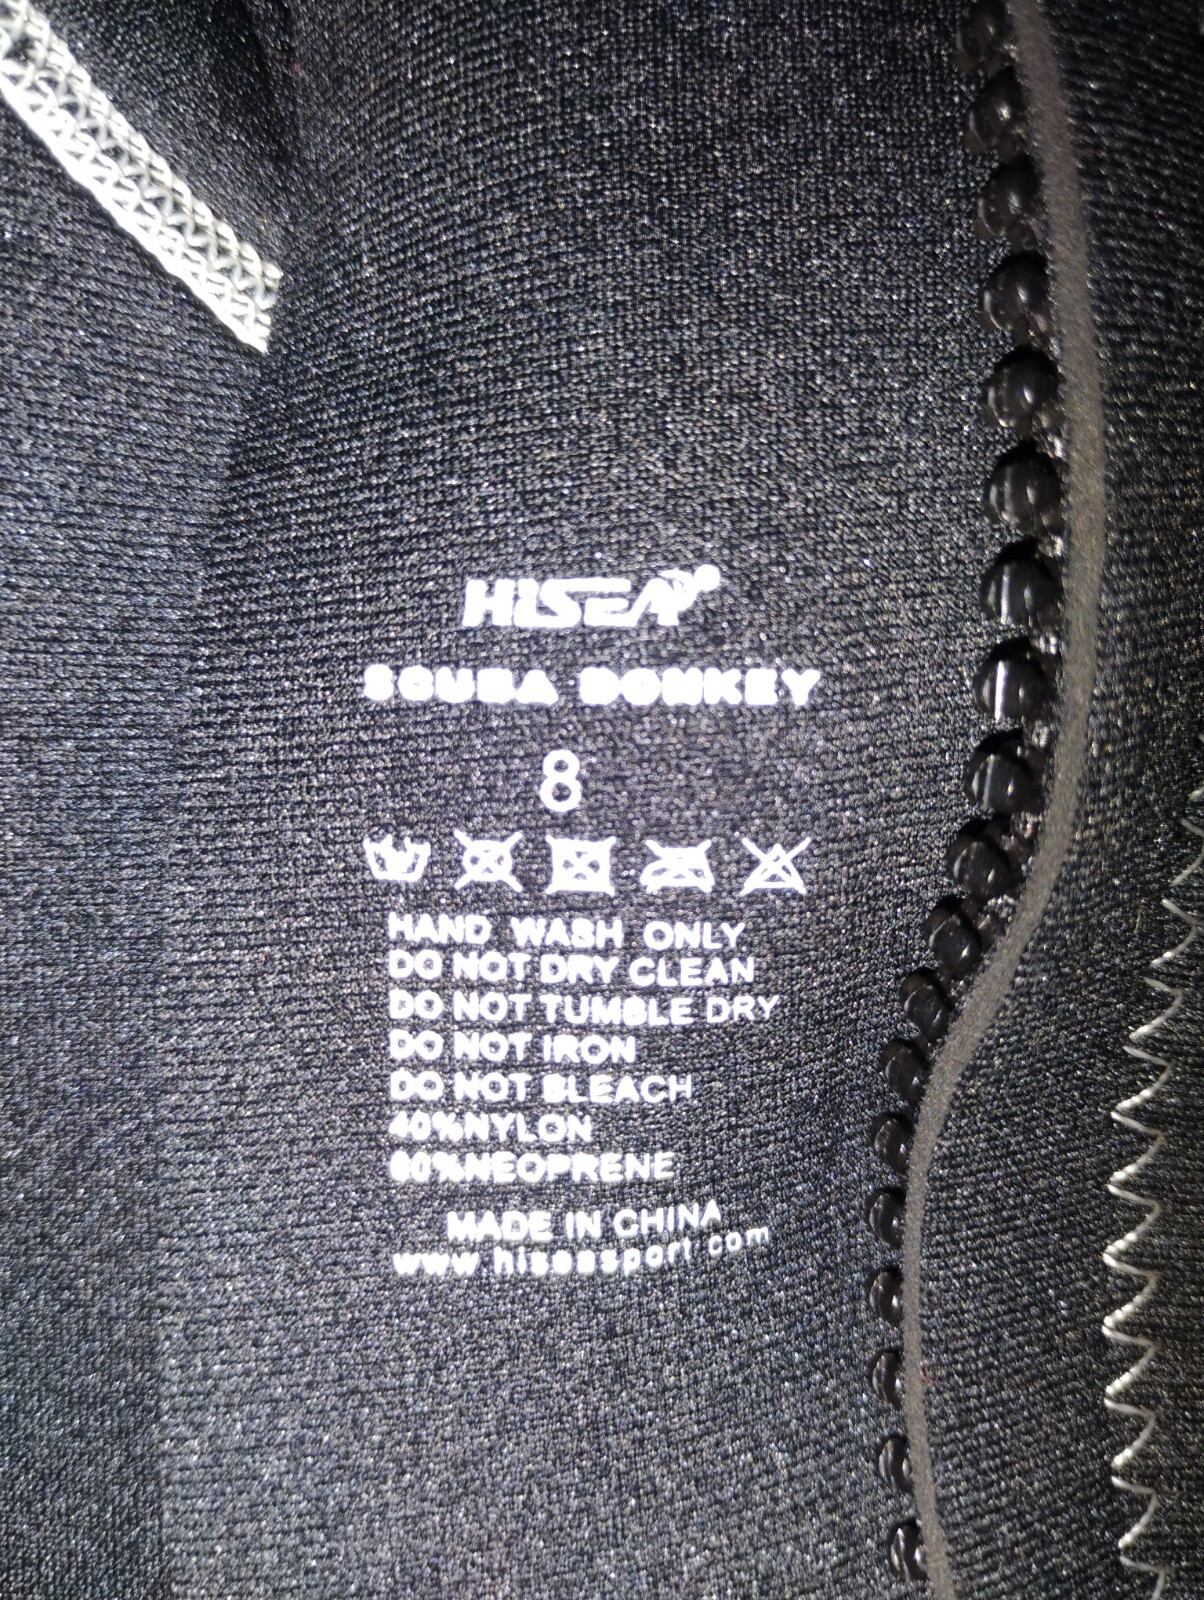 HISEA
SCUBA DONKEY
8
HAND WASH ONLY
DO NOT DRY CLEAN
DO NOT TUMBLE DRY
DO NOT IRON
DO NOT BLEACH
40%NYLON
60%NEOPRENE
MADE IN CHINA
www.hiseasport.com